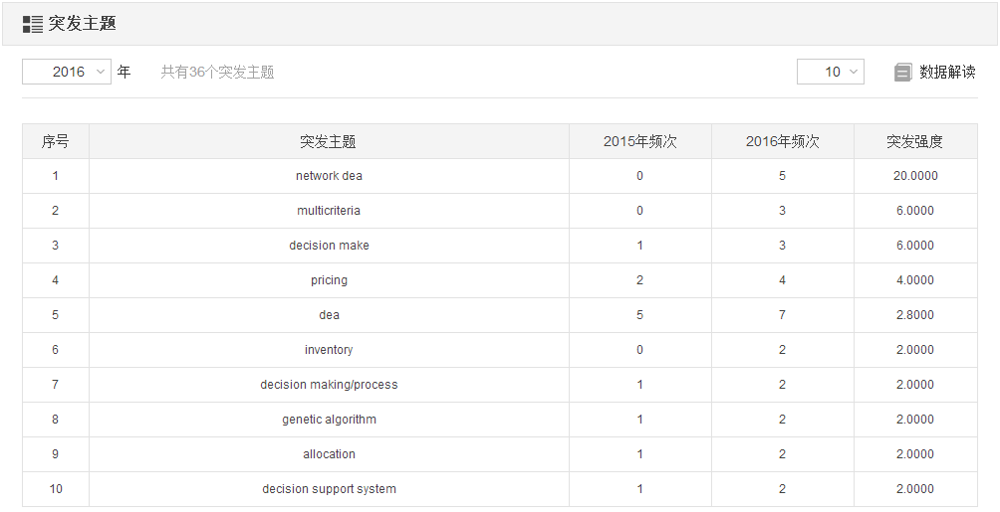 突发主题
2016 年 共有36个突发主题 10 数据解读
序号 突发主题 2015年频次 2016年频次 突发强度
1 network dea 0 5 20.0000
2 multicriteria 0 3 6.0000
3 decision make 1 3 6.0000
4 pricing 2 4 4.0000
5 dea 5 7 2.8000
6 inventory 0 2 2.0000
7 decision making/process 1 2 2.0000
8 genetic algorithm 1 2 2.0000
9 allocation 1 2 2.0000
10 decision support system 1 2 2.0000